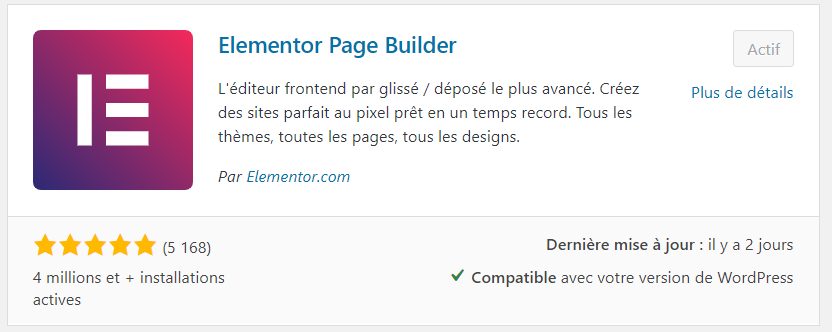 Elementor Page Builder
Actif
L'éditeur frontend par glissé / déposé le plus avancé. Créez
des sites parfait au pixel prêt en un temps record. Tous les
thèmes, toutes les pages, tous les designs.
Plus de détails
Par Elementor.com
(5 168)
4 millions et + installations
actives
Dernière mise à jour : il y a 2 jours
Compatible avec votre version de WordPress